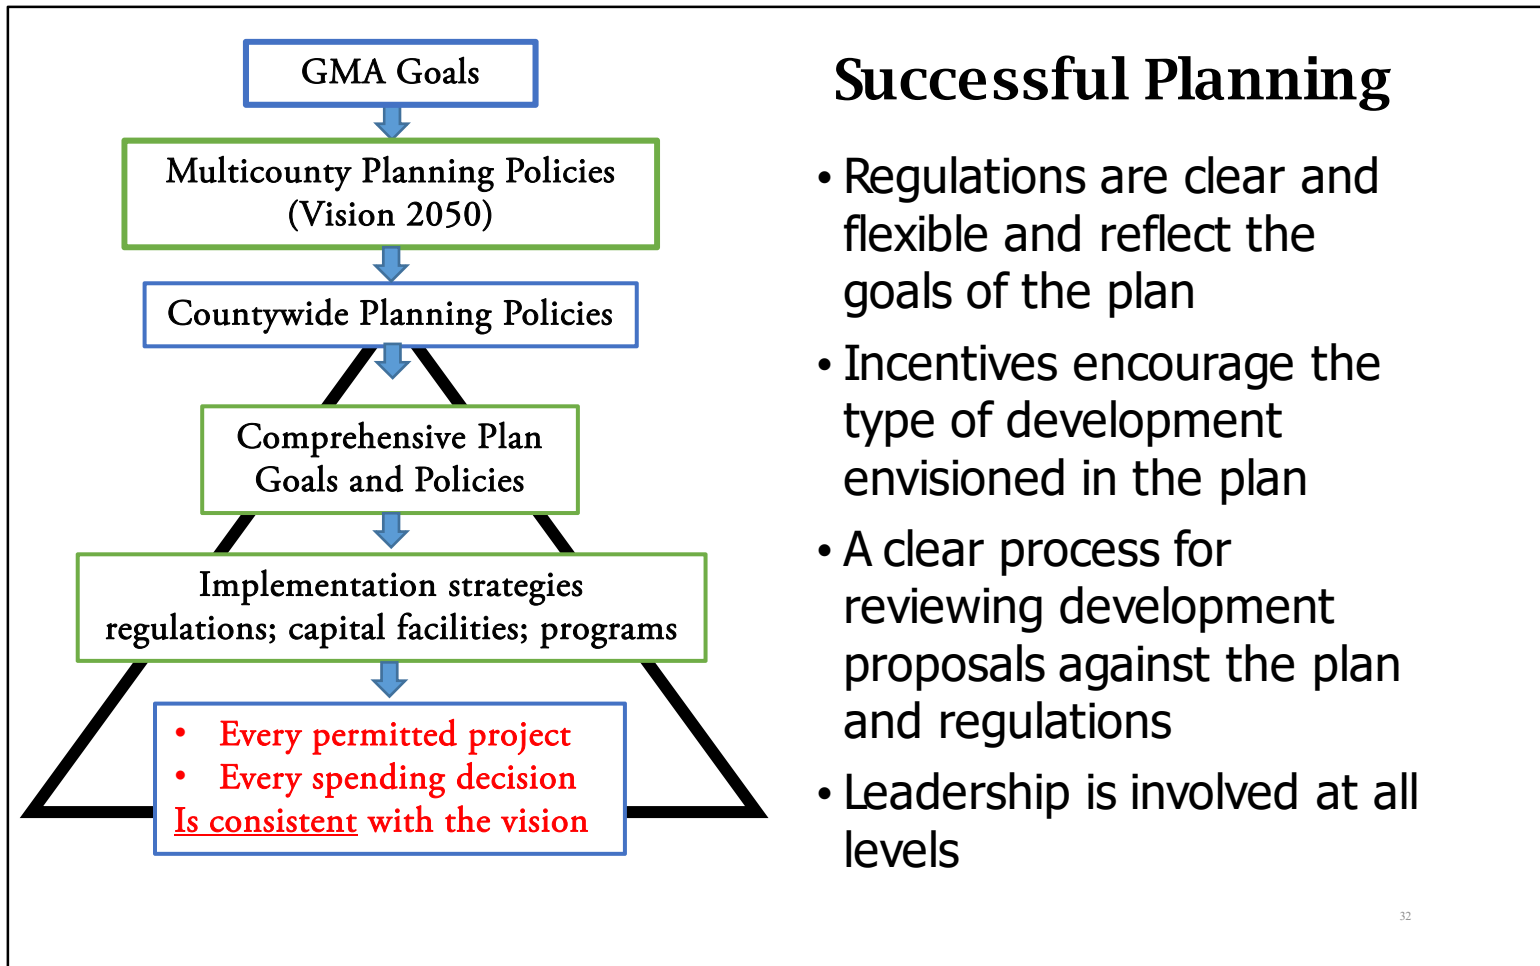 GMA Goals
Multicounty Planning Policies
(Vision 2050)
Countywide Planning Policies
Comprehensive Plan
Goals and Policies
Implementation strategies
regulations; capital facilities; programs
• Every permitted project
• Every spending decision
Is consistent with the vision
Successful Planning
• Regulations are clear and
flexible and reflect the
goals of the plan
• Incentives encourage the
type of development
envisioned in the plan
• A clear process for
reviewing development
proposals against the plan
and regulations
• Leadership is involved at all
levels
32